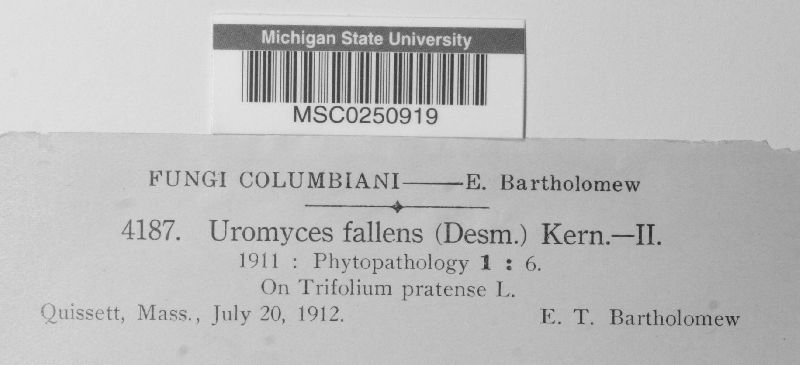 Michigan State University
MSC0250919
FUNGI COLUMBIANI——E. Bartholomew
4187. Uromyces fallens (Desm.) Kern.—II.
1911 : Phytopathology 1 : 6.
On Trifolium pratense L.
Quissett, Mass., July 20, 1912. E. T. Bartholomew